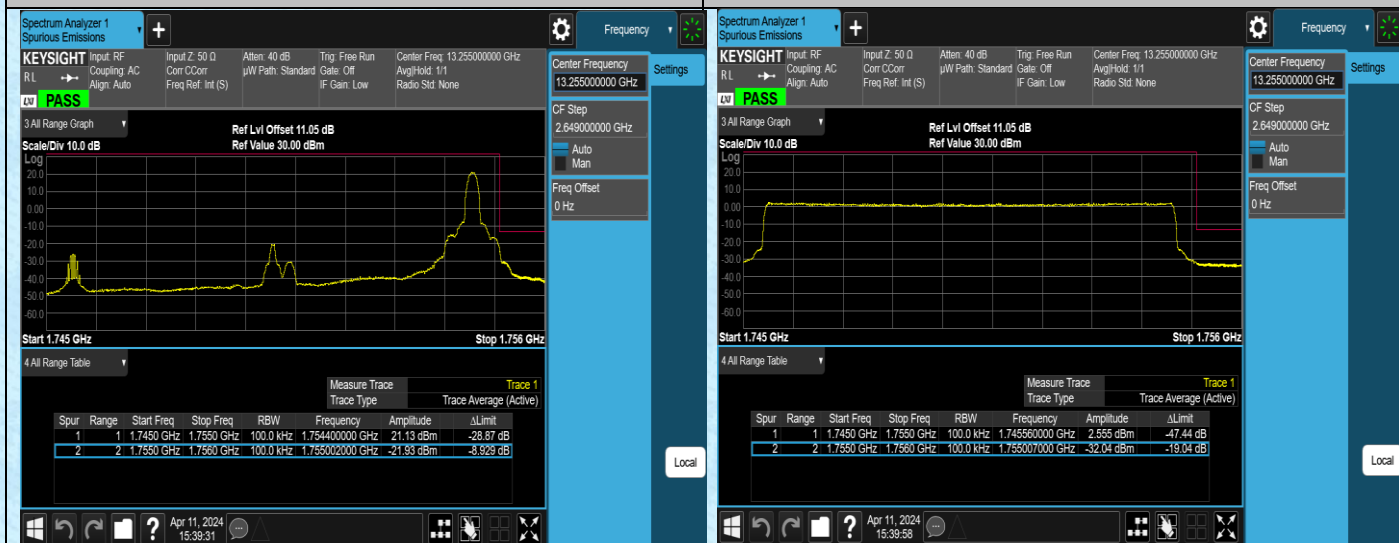 Spectrum Analyzer 1
Spurious Emissions
Frequency
KEYSIGHT
RL
LXI
PASS
Input: RF
Coupling: AC
Align: Auto
Input Z: 50 Ω
Corr CCorr
Freq Ref: Int (S)
Atten: 40 dB
µW Path: Standard
Trig: Free Run
Gate: Off
IF Gain: Low
Center Freq: 13.255000000 GHz
Avg|Hold: 1/1
Radio Std: None
Center Frequency
13.255000000 GHz
Settings
CF Step
2.649000000 GHz
Auto
Man
Freq Offset
0 Hz
3 All Range Graph
Scale/Div 10.0 dB
Ref Lvl Offset 11.05 dB
Ref Value 30.00 dBm
Log
20.0
10.0
0.00
-10.0
-20.0
-30.0
-40.0
-50.0
-60.0
Start 1.745 GHz
Stop 1.756 GHz
4 All Range Table
Measure Trace Trace 1
Trace Type Trace Average (Active)
Spur Range Start Freq Stop Freq RBW Frequency Amplitude ΔLimit
1 1 1.7450 GHz 1.7550 GHz 100.0 kHz 1.754400000 GHz 21.13 dBm -28.87 dB
2 2 1.7550 GHz 1.7560 GHz 100.0 kHz 1.755002000 GHz -21.93 dBm -8.929 dB
Local
?
Apr 11, 2024
15:39:31
Spectrum Analyzer 1
Spurious Emissions
Frequency
KEYSIGHT
RL
LXI
PASS
Input: RF
Coupling: AC
Align: Auto
Input Z: 50 Ω
Corr CCorr
Freq Ref: Int (S)
Atten: 40 dB
µW Path: Standard
Trig: Free Run
Gate: Off
IF Gain: Low
Center Freq: 13.255000000 GHz
Avg|Hold: 1/1
Radio Std: None
Center Frequency
13.255000000 GHz
Settings
CF Step
2.649000000 GHz
Auto
Man
Freq Offset
0 Hz
3 All Range Graph
Scale/Div 10.0 dB
Ref Lvl Offset 11.05 dB
Ref Value 30.00 dBm
Log
20.0
10.0
0.00
-10.0
-20.0
-30.0
-40.0
-50.0
-60.0
Start 1.745 GHz
Stop 1.756 GHz
4 All Range Table
Measure Trace Trace 1
Trace Type Trace Average (Active)
Spur Range Start Freq Stop Freq RBW Frequency Amplitude ΔLimit
1 1 1.7450 GHz 1.7550 GHz 100.0 kHz 1.745560000 GHz 2.555 dBm -47.44 dB
2 2 1.7550 GHz 1.7560 GHz 100.0 kHz 1.755007000 GHz -32.04 dBm -19.04 dB
Local
?
Apr 11, 2024
15:39:58